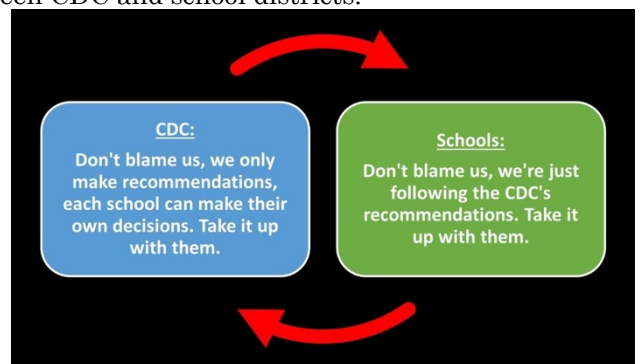 een CDC and school districts.
CDC:
Don't blame us, we only
make recommendations,
each school can make their
own decisions. Take it up
with them.
Schools:
Don't blame us, we're just
following the CDC's
recommendations. Take it
up with them.